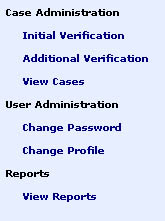 Case Administration
Initial Verification
Additional Verification
View Cases
User Administration
Change Password
Change Profile
Reports
View Reports